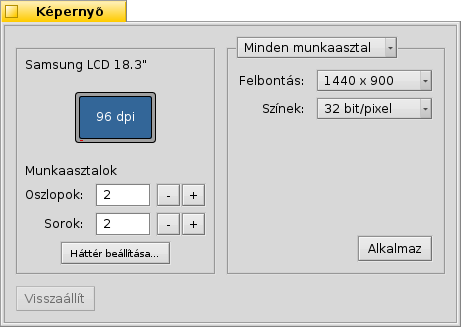 Képernyő
Samsung LCD 18.3"
96 dpi
Munkaasztalok
Oszlopok: 2 - +
Sorok: 2 - +
Háttér beállítása...
Minden munkaasztal
Felbontás: 1440 x 900
Színek: 32 bit/pixel
Alkalmaz
Visszaállít